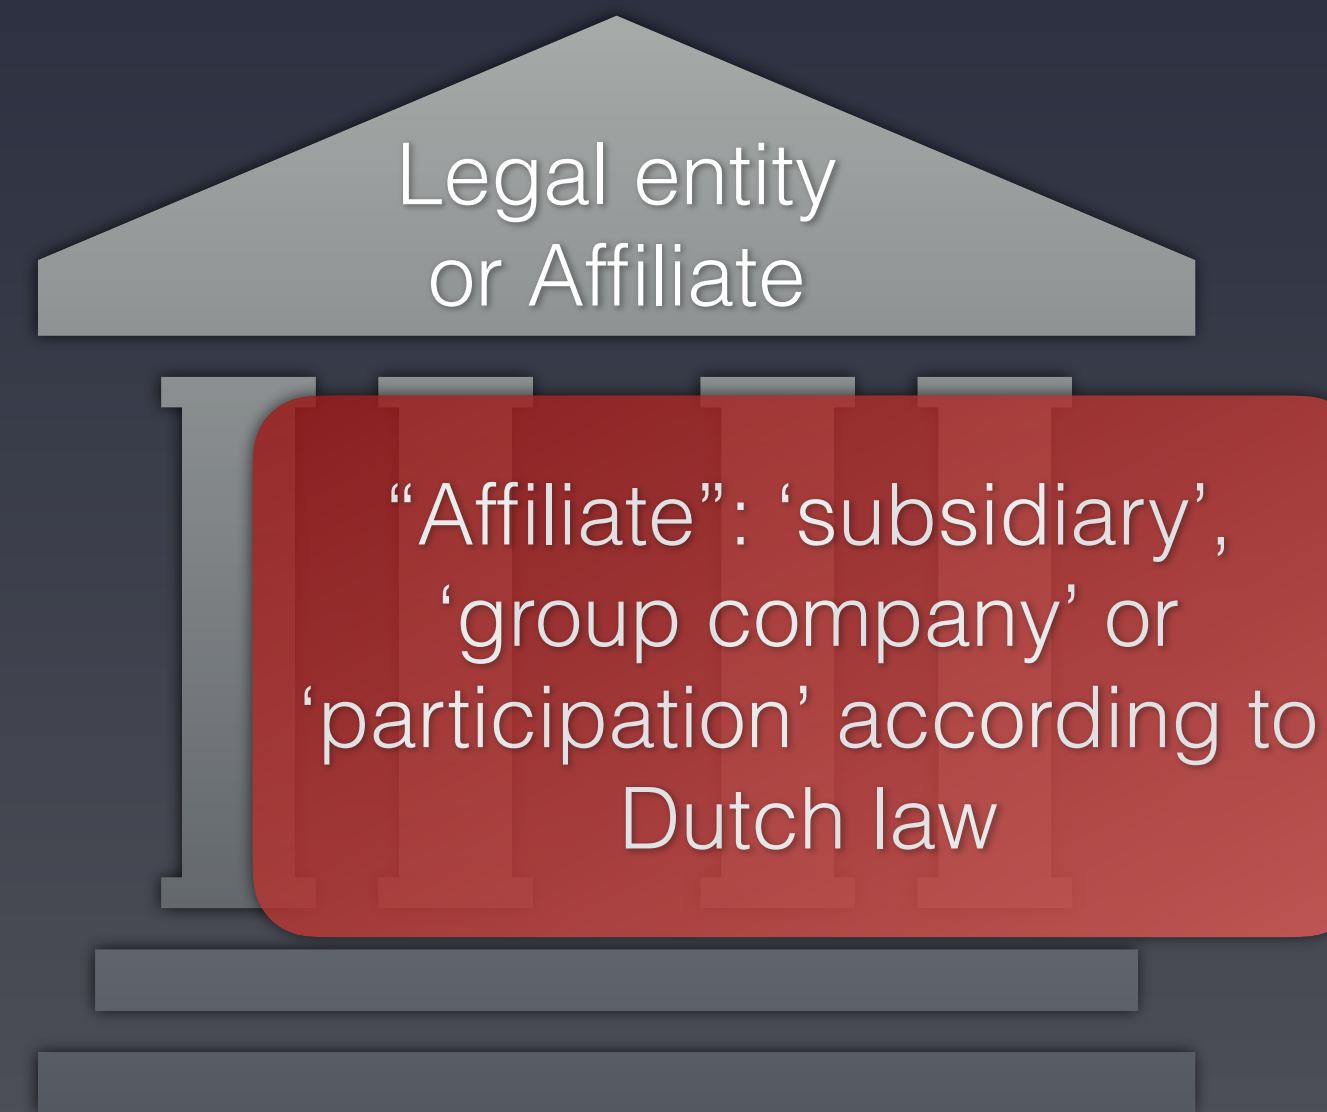 Legal entity
or Affiliate
“Affiliate”: ‘subsidiary’,
‘group company’ or
‘participation’ according to
Dutch law